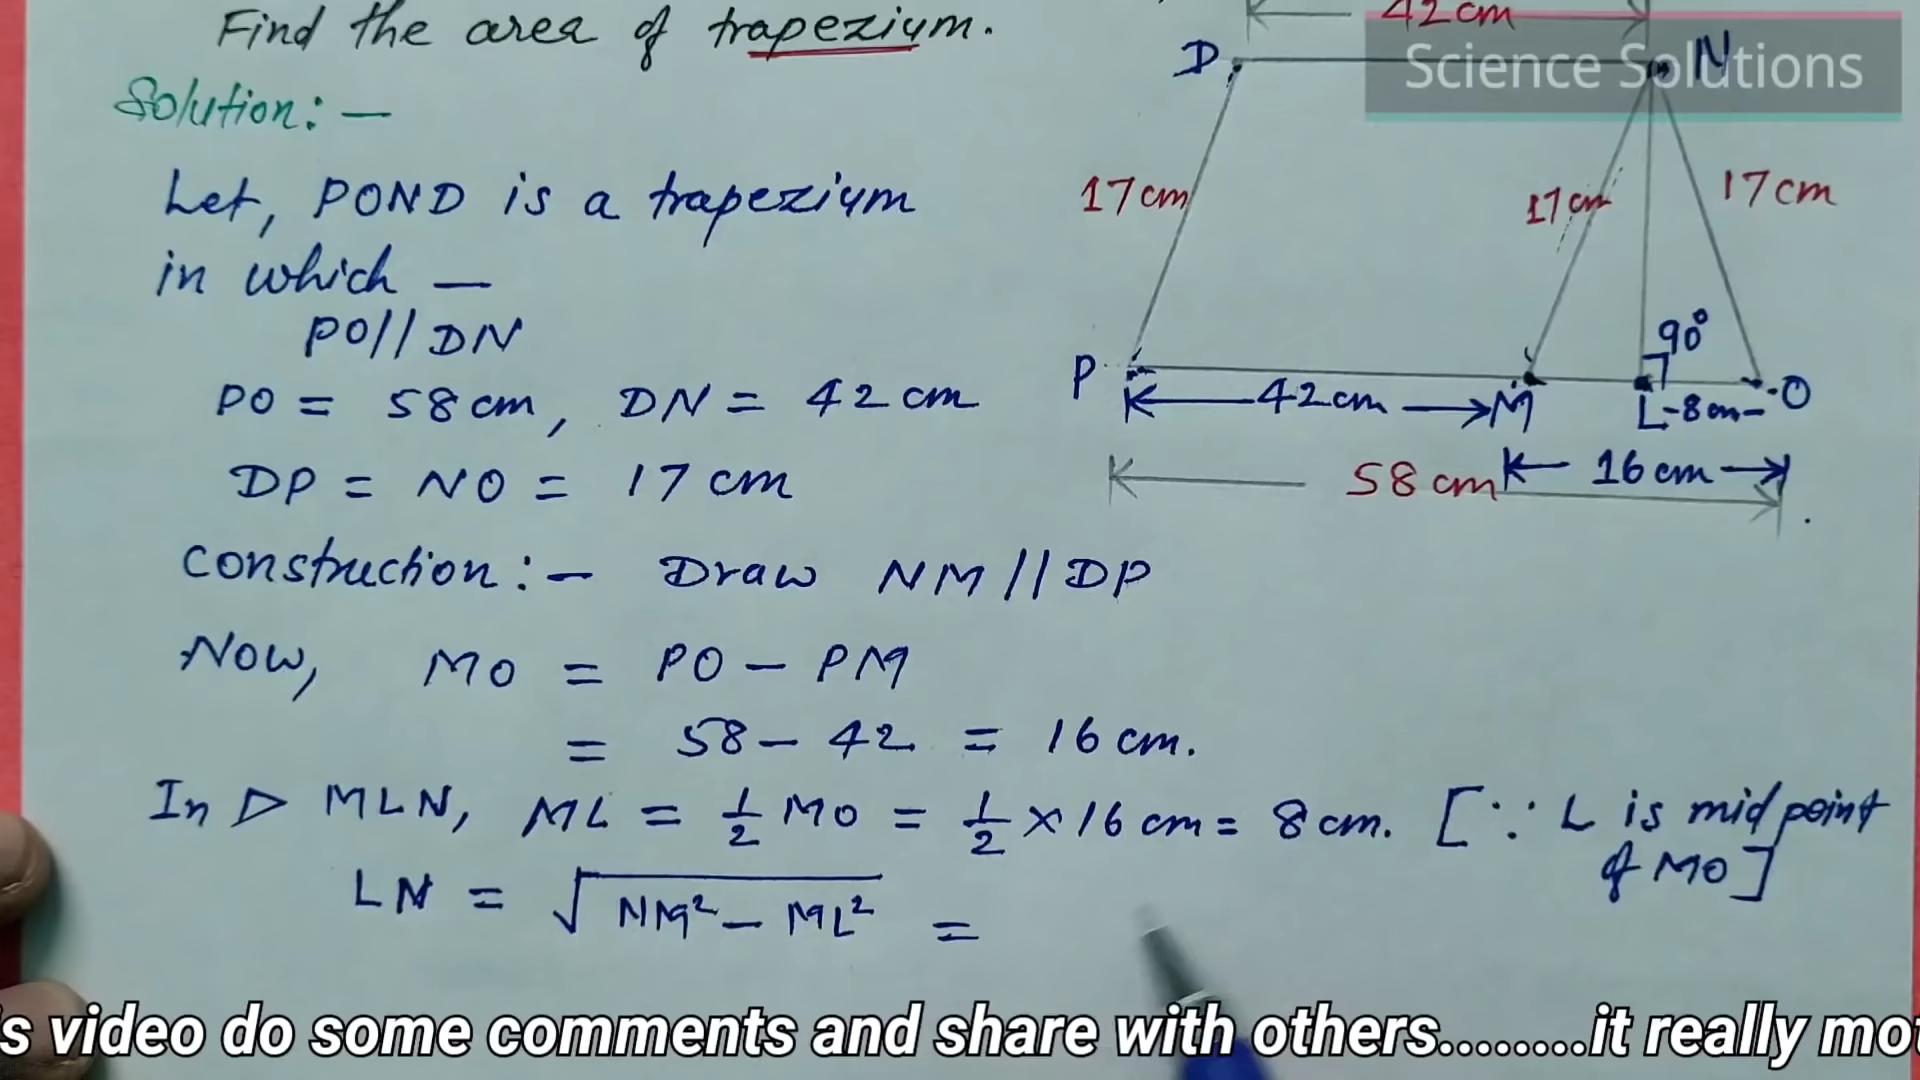 Find the area of trapezium.
Solution:—
Let, POND is a trapezium
in which —
PO//DN
PO = 58 cm, DN = 42 cm
DP = NO = 17 cm
Construction:— Draw NM//DP
Now, MO = PO — PM
= 58 — 42 = 16 cm.
In ▷ MLN, ML = 1/2 MO = 1/2 × 16 cm = 8 cm. [∵ L is mid point
of MO]
LN = √NM² — ML² =
42 cm
D
N
Science Solutions
17 cm
17 cm
17 cm
90°
P
42 cm
M
L
8 cm
O
58 cm
16 cm
s video do some comments and share with others........it really mot